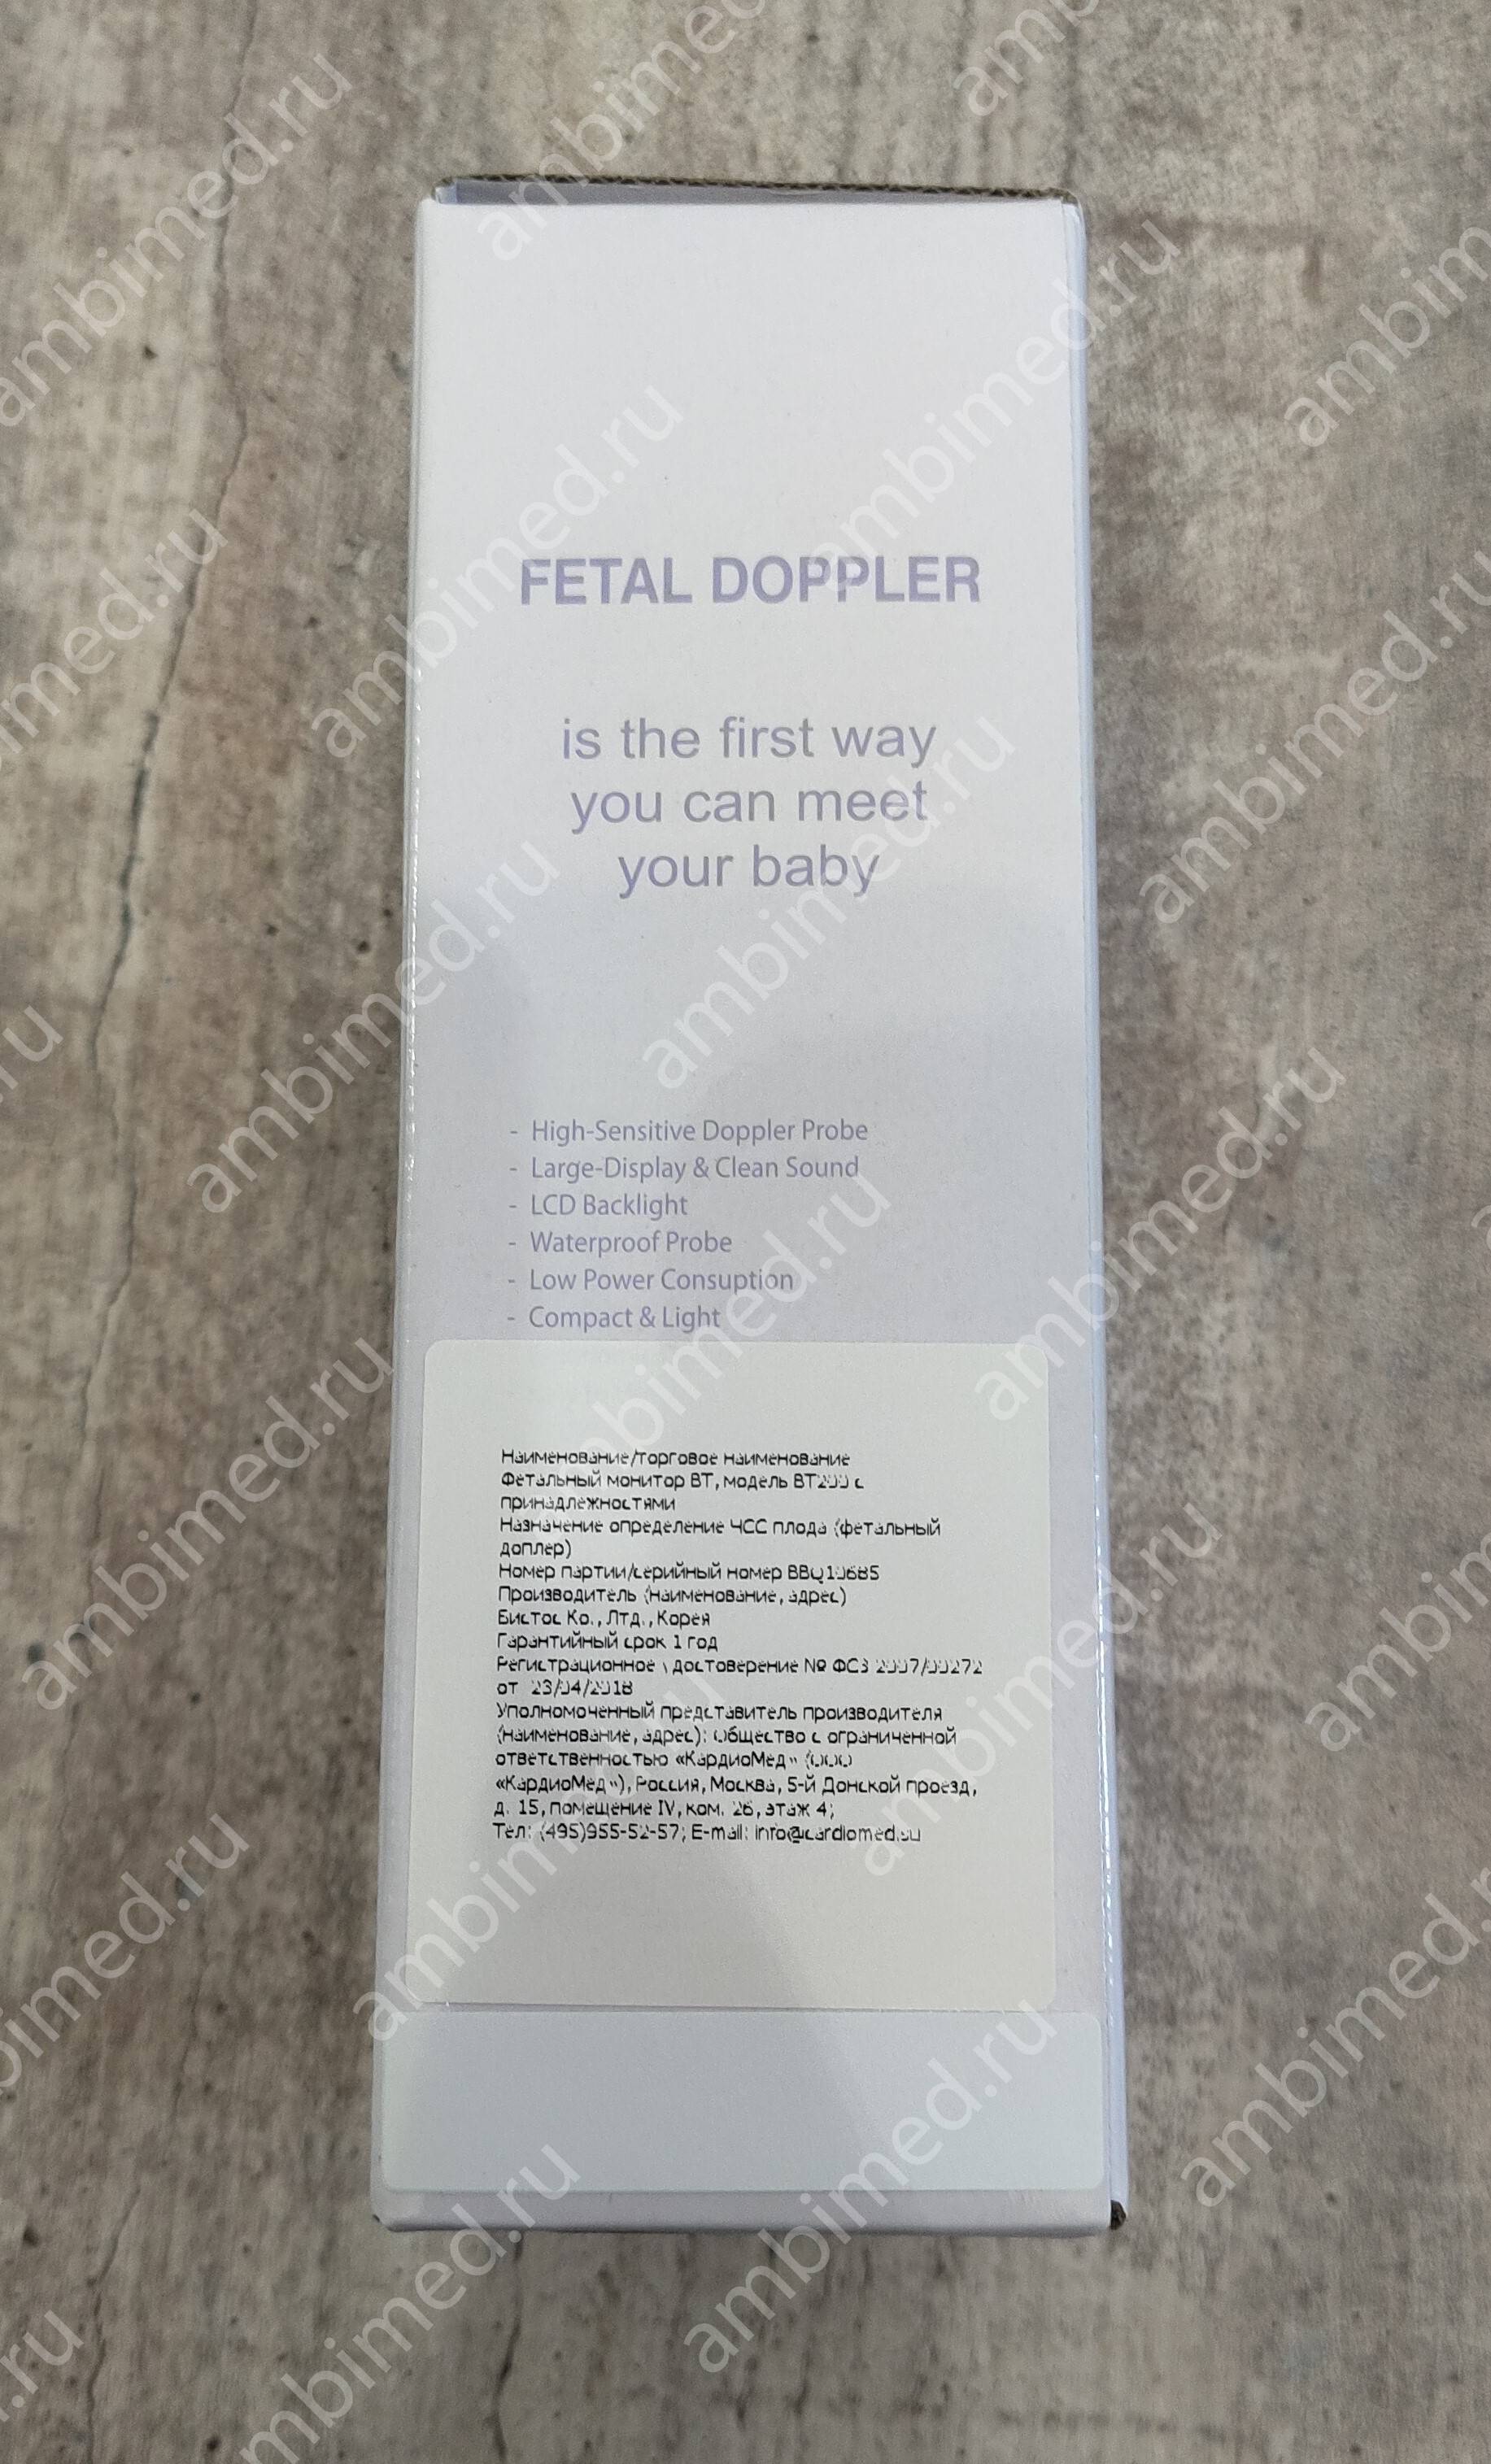 FETAL DOPPLER
is the first way
you can meet
your baby
- High-Sensitive Doppler Probe
- Large-Display & Clean Sound
- LCD Backlight
- Waterproof Probe
- Low Power Consuption
- Compact & Light
Наименование/торговое наименование
Фетальный монитор BT, модель BT200 с
принадлежностями
Назначение определение ЧСС плода (фетальный
доплер)
Номер партии/серийный номер BBQ10685
Производитель (наименование, адрес)
Бистос Ко., Лтд., Корея
Гарантийный срок 1 год
Регистрационное удостоверение № ФСЗ 2007/00272
от 23/04/2018
Уполномоченный представитель производителя
(наименование, адрес): Общество с ограниченной
ответственностью «КардиоМед» (ООО
«КардиоМед»), Россия, Москва, 5-й Донской проезд,
д. 15, помещение IV, ком. 26, этаж 4;
Тел: (495)955-52-57; E-mail: info@cardiomed.su
ambimed.ru